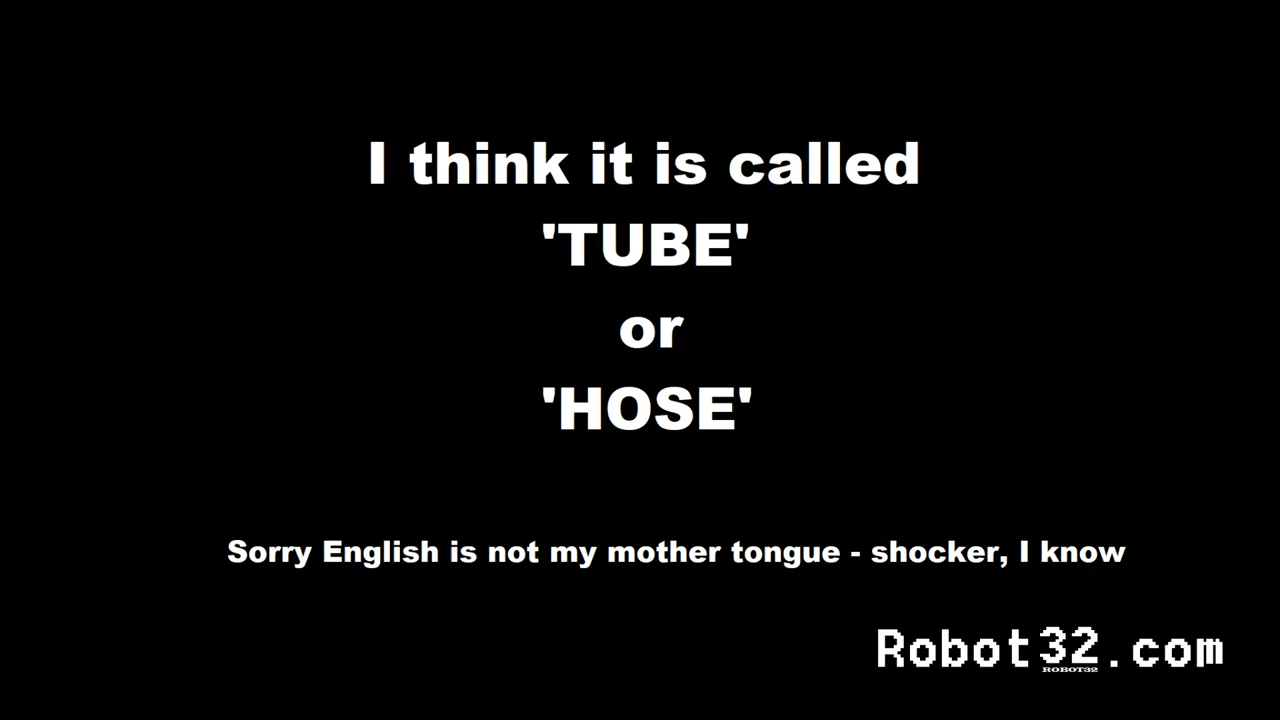 I think it is called
'TUBE'
or
'HOSE'
Sorry English is not my mother tongue - shocker, I know
Robot32.com
ROBOT32